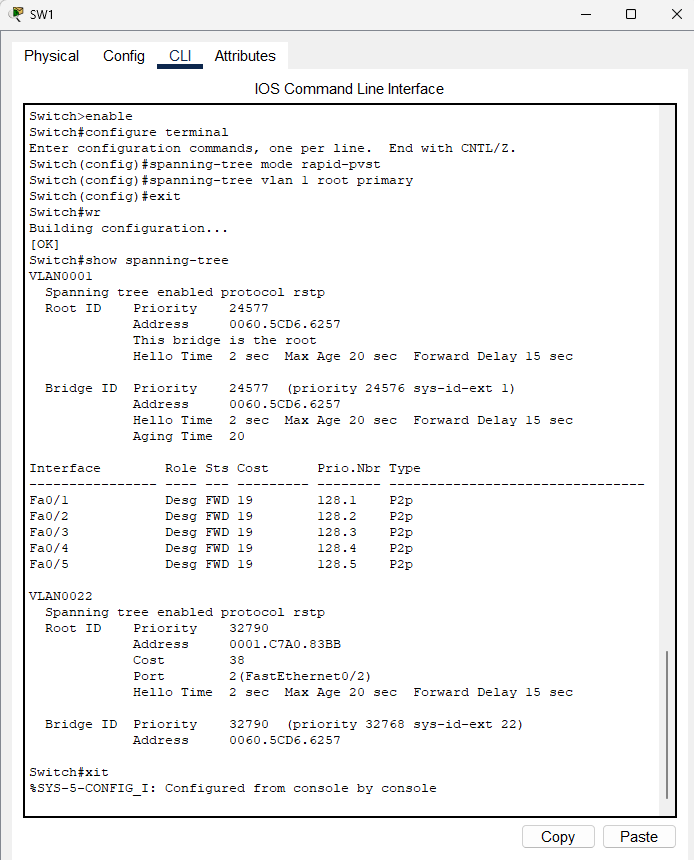 SW1
Physical Config CLI Attributes
IOS Command Line Interface
Switch>enable
Switch#configure terminal
Enter configuration commands, one per line.  End with CNTL/Z.
Switch(config)#spanning-tree mode rapid-pvst
Switch(config)#spanning-tree vlan 1 root primary
Switch(config)#exit
Switch#wr
Building configuration...
[OK]
Switch#show spanning-tree
VLAN0001
  Spanning tree enabled protocol rstp
  Root ID    Priority    24577
             Address     0060.5CD6.6257
             This bridge is the root
             Hello Time  2 sec  Max Age 20 sec  Forward Delay 15 sec
  Bridge ID  Priority    24577  (priority 24576 sys-id-ext 1)
             Address     0060.5CD6.6257
             Hello Time  2 sec  Max Age 20 sec  Forward Delay 15 sec
             Aging Time  20
Interface        Role Sts Cost      Prio.Nbr Type
---------------- ---- --- --------- -------- --------------------------------
Fa0/1            Desg FWD 19        128.1    P2p
Fa0/2            Desg FWD 19        128.2    P2p
Fa0/3            Desg FWD 19        128.3    P2p
Fa0/4            Desg FWD 19        128.4    P2p
Fa0/5            Desg FWD 19        128.5    P2p
VLAN0022
  Spanning tree enabled protocol rstp
  Root ID    Priority    32790
             Address     0001.C7A0.83BB
             Cost        38
             Port        2(FastEthernet0/2)
             Hello Time  2 sec  Max Age 20 sec  Forward Delay 15 sec
  Bridge ID  Priority    32790  (priority 32768 sys-id-ext 22)
             Address     0060.5CD6.6257
Switch#xit
%SYS-5-CONFIG_I: Configured from console by console
Copy Paste